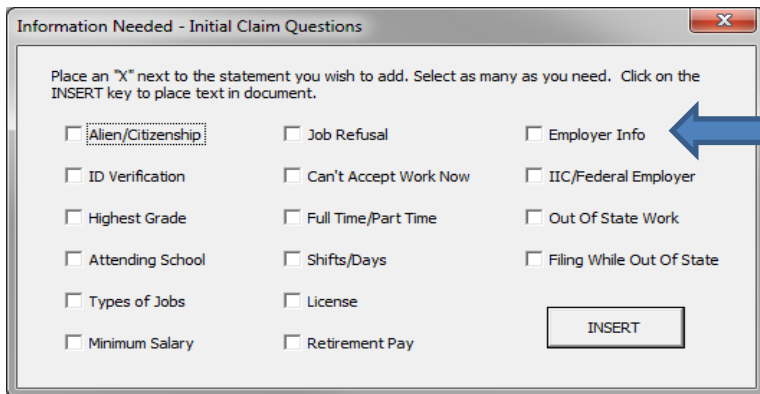 Information Needed - Initial Claim Questions
Place an "X" next to the statement you wish to add. Select as many as you need.  Click on the
INSERT key to place text in document.
Alien/Citizenship
Job Refusal
Employer Info
ID Verification
Can't Accept Work Now
IIC/Federal Employer
Highest Grade
Full Time/Part Time
Out Of State Work
Attending School
Shifts/Days
Filing While Out Of State
Types of Jobs
License
INSERT
Minimum Salary
Retirement Pay